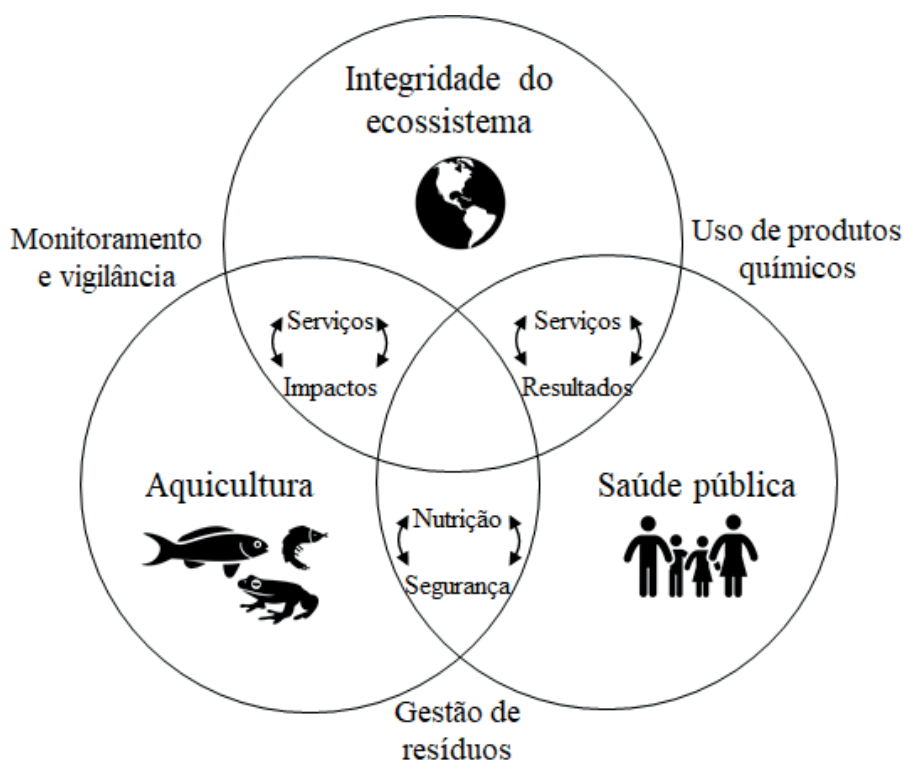 Integridade do
ecossistema
Monitoramento
e vigilância
Uso de produtos
químicos
Serviços
Impactos
Serviços
Resultados
Aquicultura
Saúde pública
Nutrição
Segurança
Gestão de
resíduos